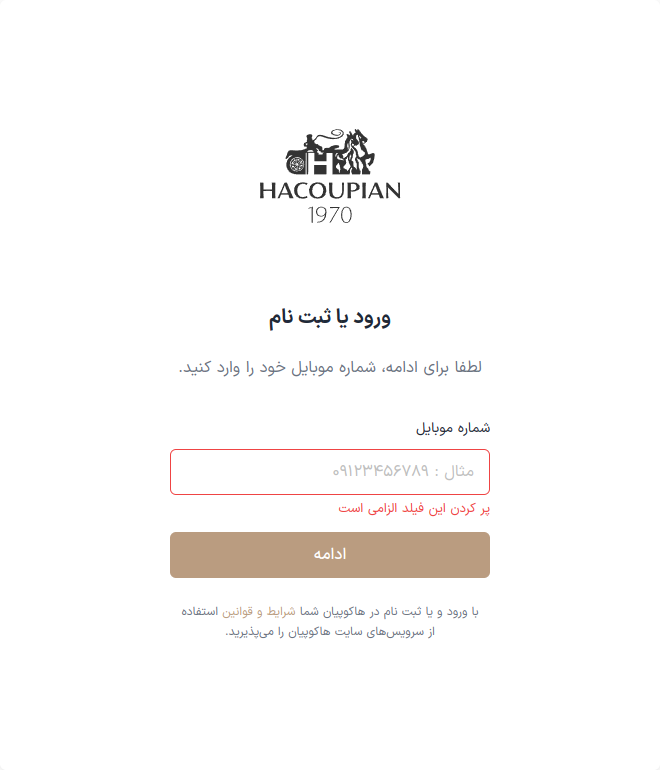 HACOUPIAN
1970
ورود یا ثبت نام
لطفا برای ادامه، شماره موبایل خود را وارد کنید.
شماره موبایل
مثال : ۰۹۱۲۳۴۵۶۷۸۹
پر کردن این فیلد الزامی است
ادامه
با ورود و یا ثبت نام در هاکوپیان شما شرایط و قوانین استفاده
از سرویس‌های سایت هاکوپیان را می‌پذیرید.